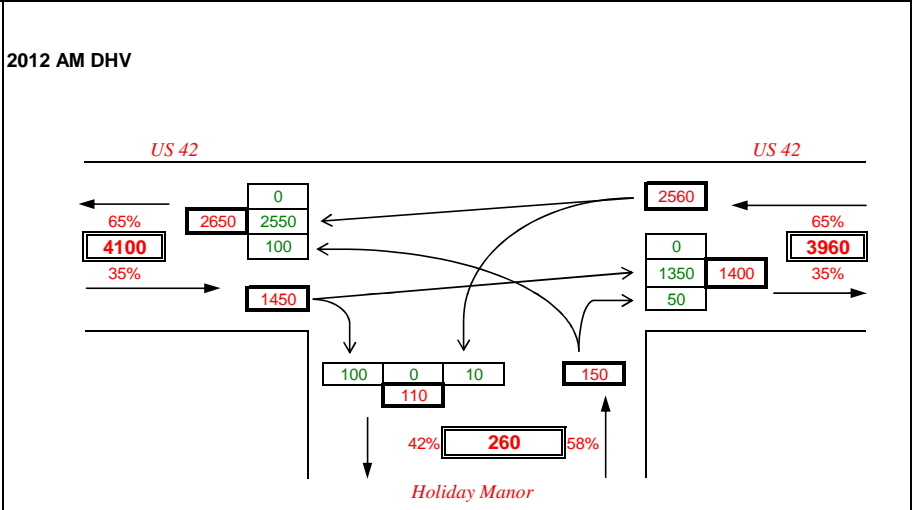 2012 AM DHV
US 42 US 42
0 2560
65% 2650 2550 65%
4100 100 0 3960
35% 1350 1400 35%
1450 50
100 0 10 150
110
42% 260 58%
Holiday Manor